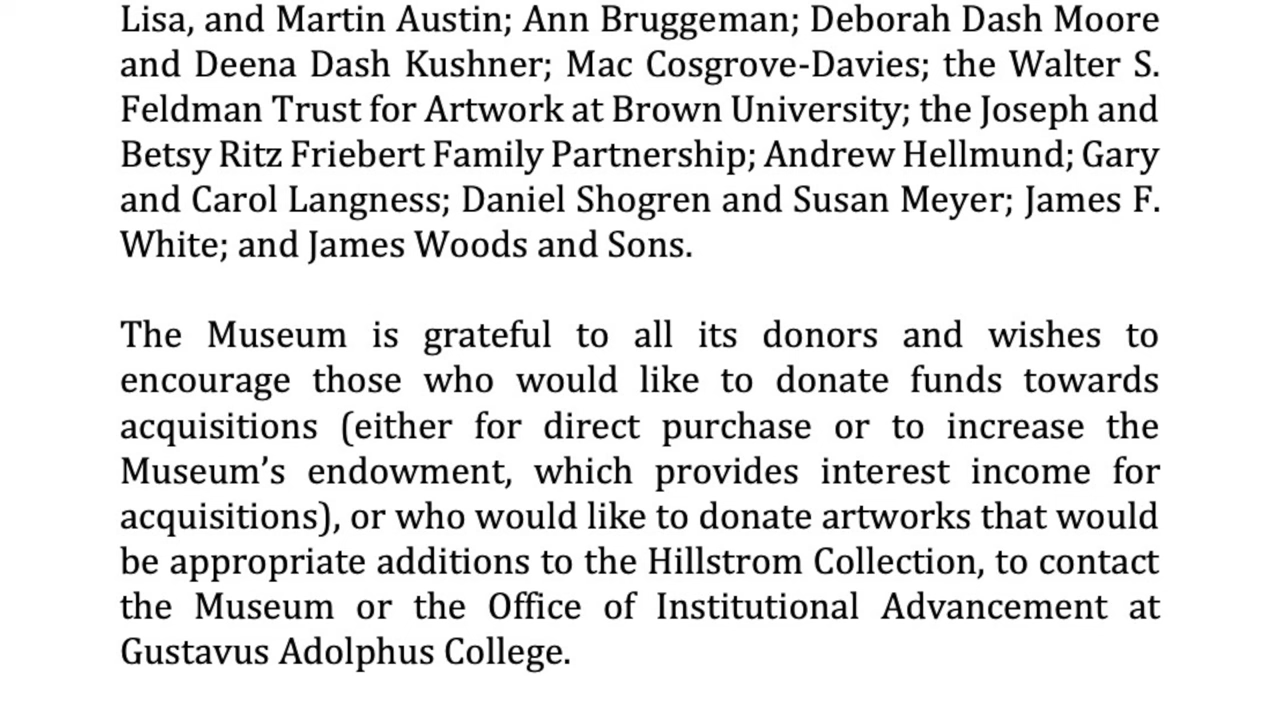 Lisa, and Martin Austin; Ann Bruggeman; Deborah Dash Moore
and Deena Dash Kushner; Mac Cosgrove-Davies; the Walter S.
Feldman Trust for Artwork at Brown University; the Joseph and
Betsy Ritz Friebert Family Partnership; Andrew Hellmund; Gary
and Carol Langness; Daniel Shogren and Susan Meyer; James F.
White; and James Woods and Sons.
The Museum is grateful to all its donors and wishes to
encourage those who would like to donate funds towards
acquisitions (either for direct purchase or to increase the
Museum’s endowment, which provides interest income for
acquisitions), or who would like to donate artworks that would
be appropriate additions to the Hillstrom Collection, to contact
the Museum or the Office of Institutional Advancement at
Gustavus Adolphus College.